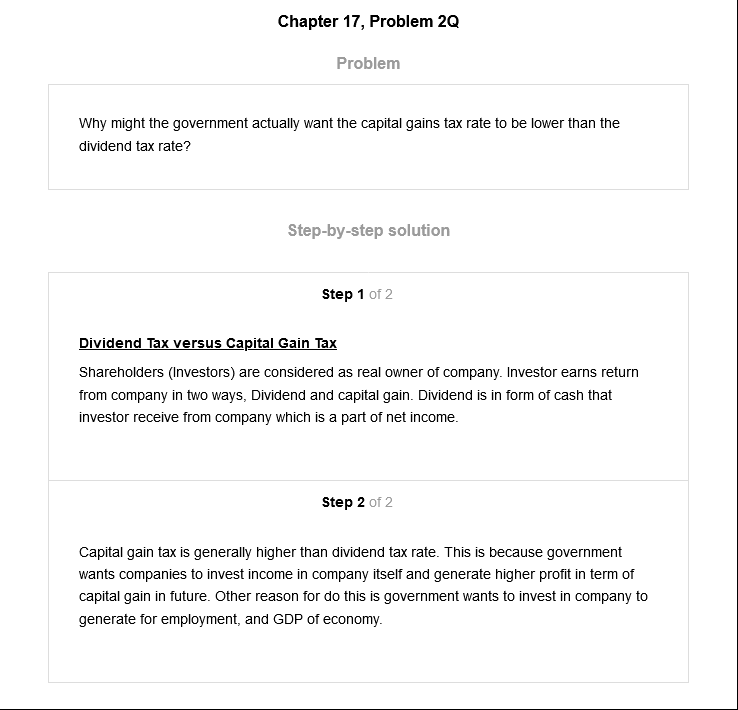 Chapter 17, Problem 2Q
Problem
Why might the government actually want the capital gains tax rate to be lower than the
dividend tax rate?
Step-by-step solution
Step 1 of 2
Dividend Tax versus Capital Gain Tax
Shareholders (Investors) are considered as real owner of company. Investor earns return
from company in two ways, Dividend and capital gain. Dividend is in form of cash that
investor receive from company which is a part of net income.
Step 2 of 2
Capital gain tax is generally higher than dividend tax rate. This is because government
wants companies to invest income in company itself and generate higher profit in term of
capital gain in future. Other reason for do this is government wants to invest in company to
generate for employment, and GDP of economy.